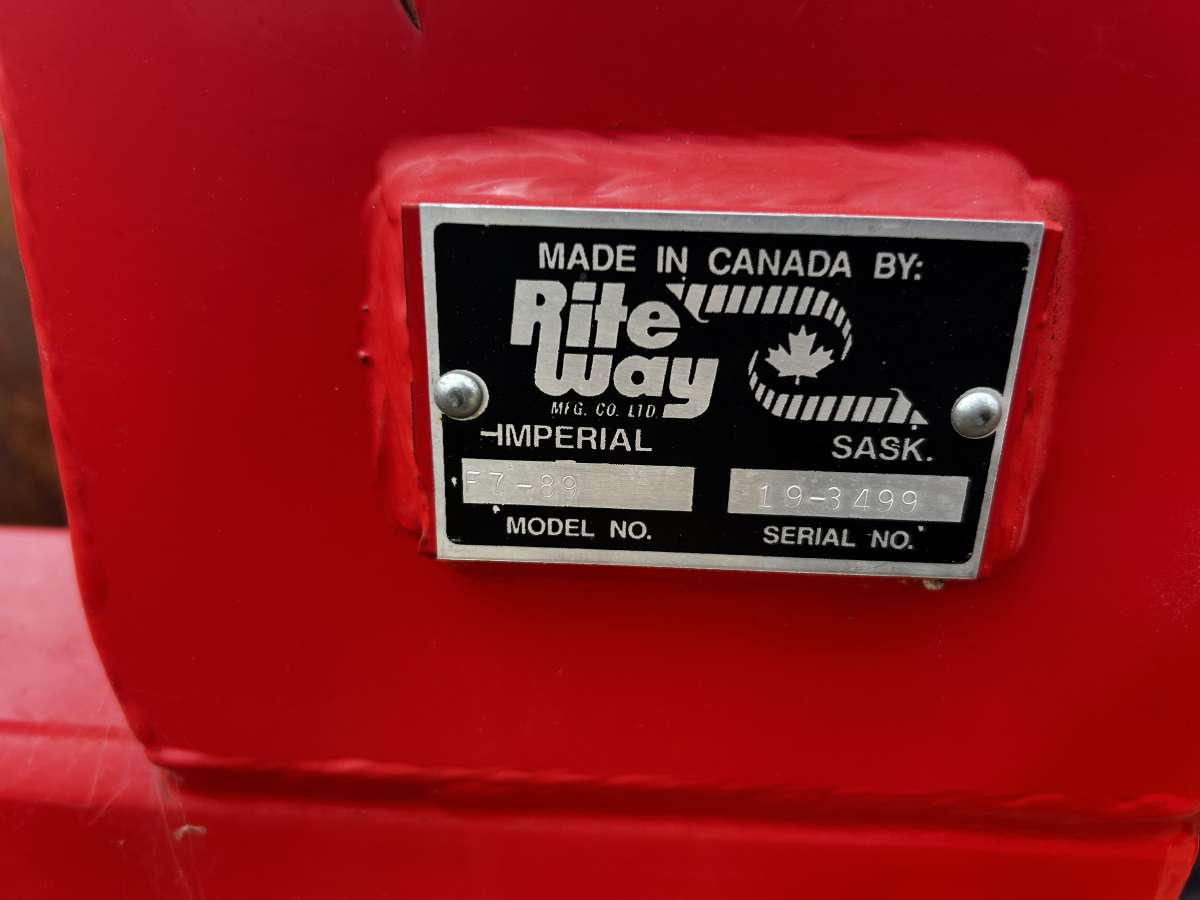 MADE IN CANADA BY:
Rite
Way
MFG. CO. LTD.
IMPERIAL SASK.
F7-89 19-3499
MODEL NO. SERIAL NO.